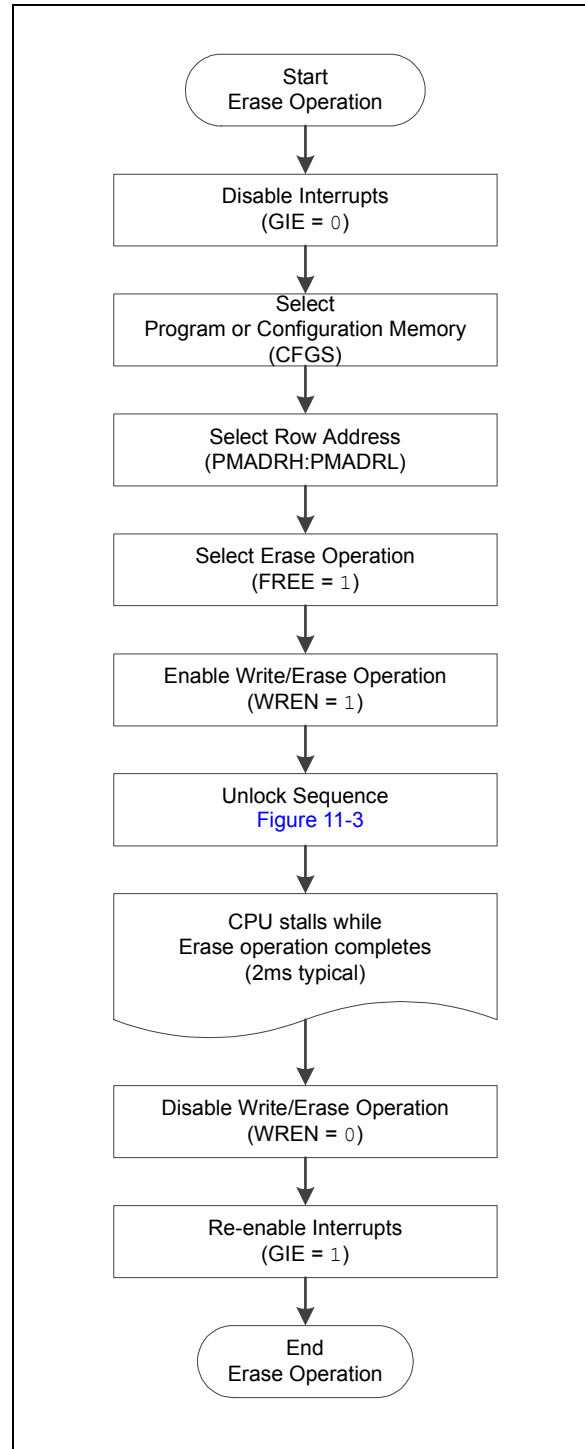 Start
Erase Operation
Disable Interrupts
(GIE = 0)
Select
Program or Configuration Memory
(CFGS)
Select Row Address
(PMADRH:PMADRL)
Select Erase Operation
(FREE = 1)
Enable Write/Erase Operation
(WREN = 1)
Unlock Sequence
Figure 11-3
CPU stalls while
Erase operation completes
(2ms typical)
Disable Write/Erase Operation
(WREN = 0)
Re-enable Interrupts
(GIE = 1)
End
Erase Operation